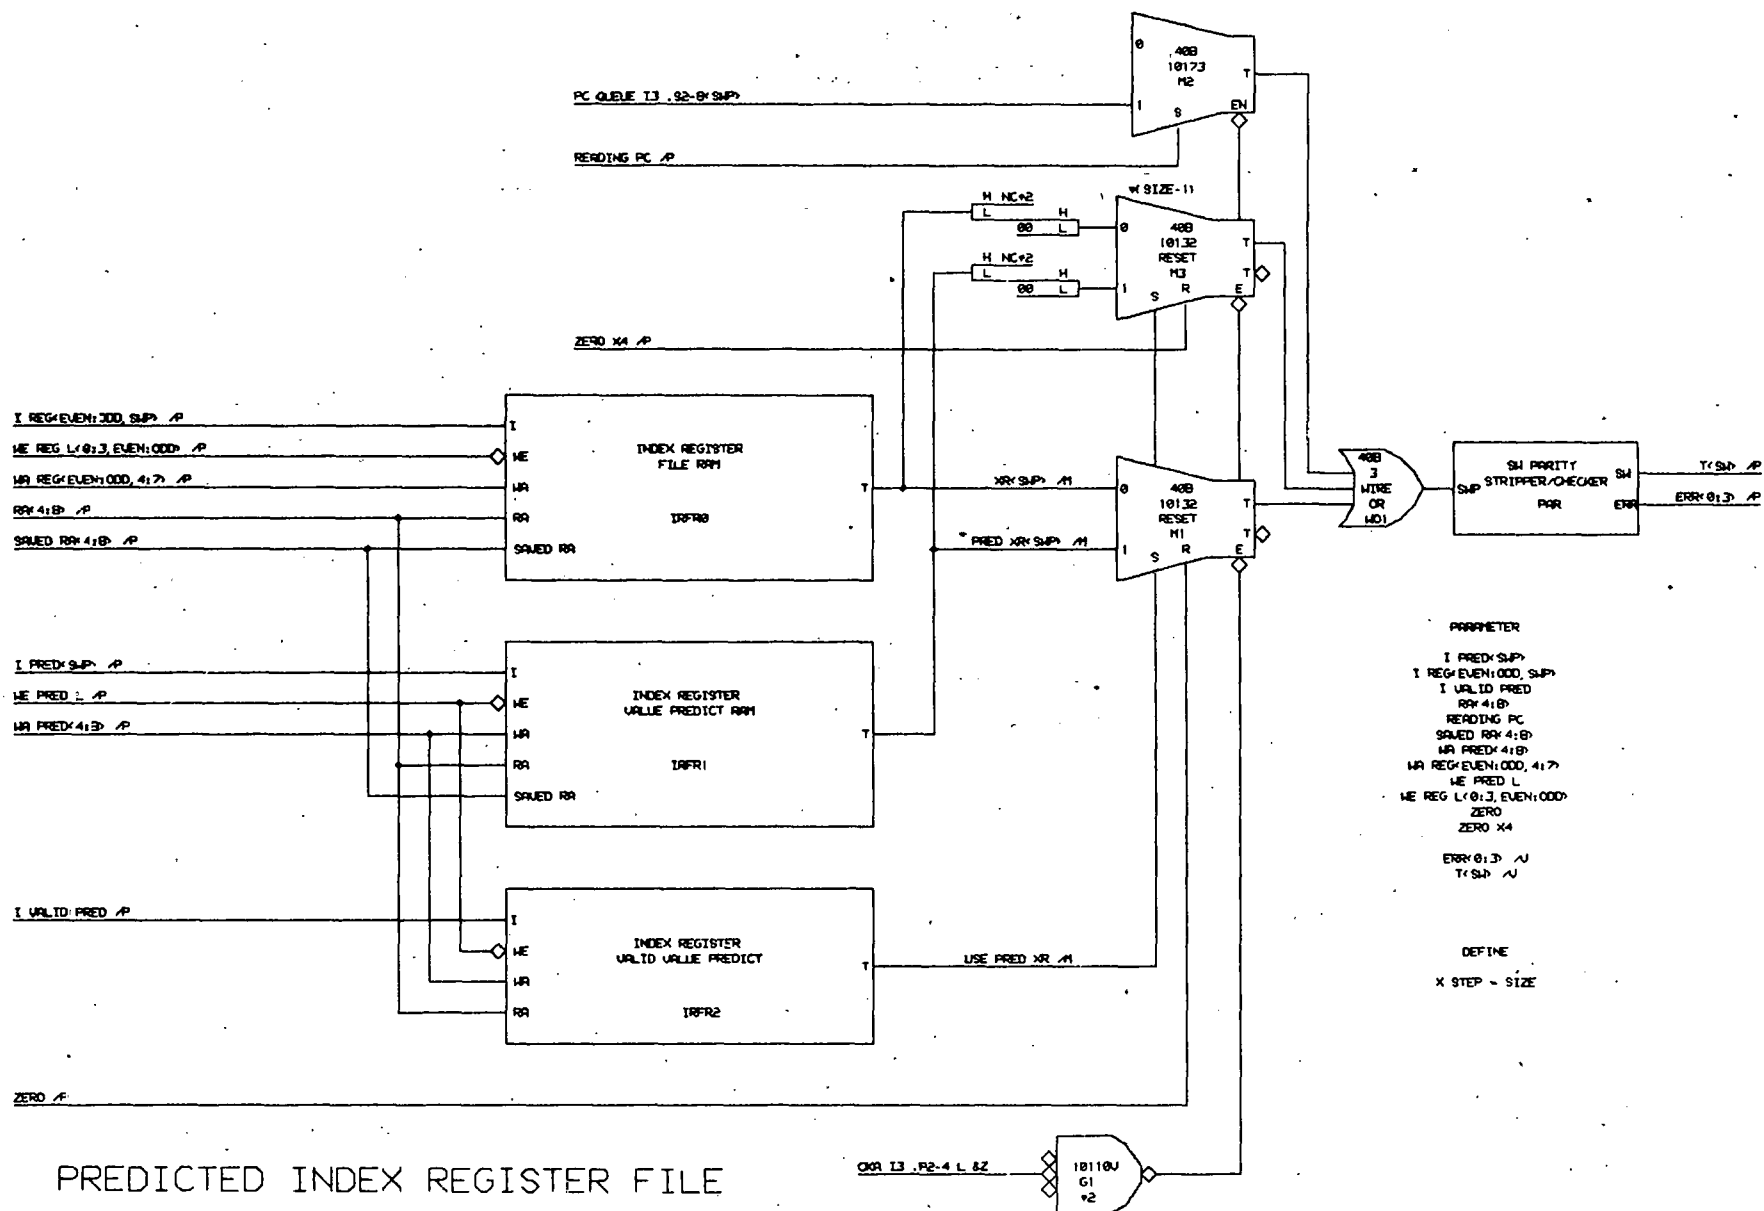 0
40B
10173
M2
T
PC QUEUE I3 .S2-8<SWP>
1
S
EN
READING PC /P
*(SIZE-1)
H NC*2
L H
00 L
0
40B
10132
RESET
M3
T
T
H NC*2
L H
00 L
1
S R E
ZERO X4 /P
I REG<EVEN:ODD, SWP> /P
I
WE REG L<0:3, EVEN:ODD> /P
WE
INDEX REGISTER
FILE RAM
WA REG<EVEN:ODD, 4:7> /P
WA
T
RA<4:8> /P
RA
IRFR0
SAVED RA<4:8> /P
SAVED RA
XR<SWP> /M
0
40B
10132
RESET
M1
T
T
PRED XR<SWP> /M
1
S R E
40B
3
WIRE
OR
WO1
SWP
SW PARITY
STRIPPER/CHECKER
PAR
SW
ERR
T<SW> /P
ERR<0:3> /P
I PRED<SWP> /P
I
WE PRED L /P
WE
INDEX REGISTER
VALUE PREDICT RAM
WA PRED<4:8> /P
WA
T
RA
IRFR1
SAVED RA
PARAMETER
I PRED<SWP>
I REG<EVEN:ODD, SWP>
I VALID PRED
RA<4:8>
READING PC
SAVED RA<4:8>
WA PRED<4:8>
WA REG<EVEN:ODD, 4:7>
WE PRED L
WE REG L<0:3, EVEN:ODD>
ZERO
ZERO X4
ERR<0:3> /U
T<SW> /U
I VALID PRED /P
I
WE
INDEX REGISTER
VALID VALUE PREDICT
T
USE PRED XR /M
WA
RA
IRFR2
DEFINE
X STEP = SIZE
ZERO /P
PREDICTED INDEX REGISTER FILE
CKA I3 .P2-4 L &Z
10110U
G1
*2